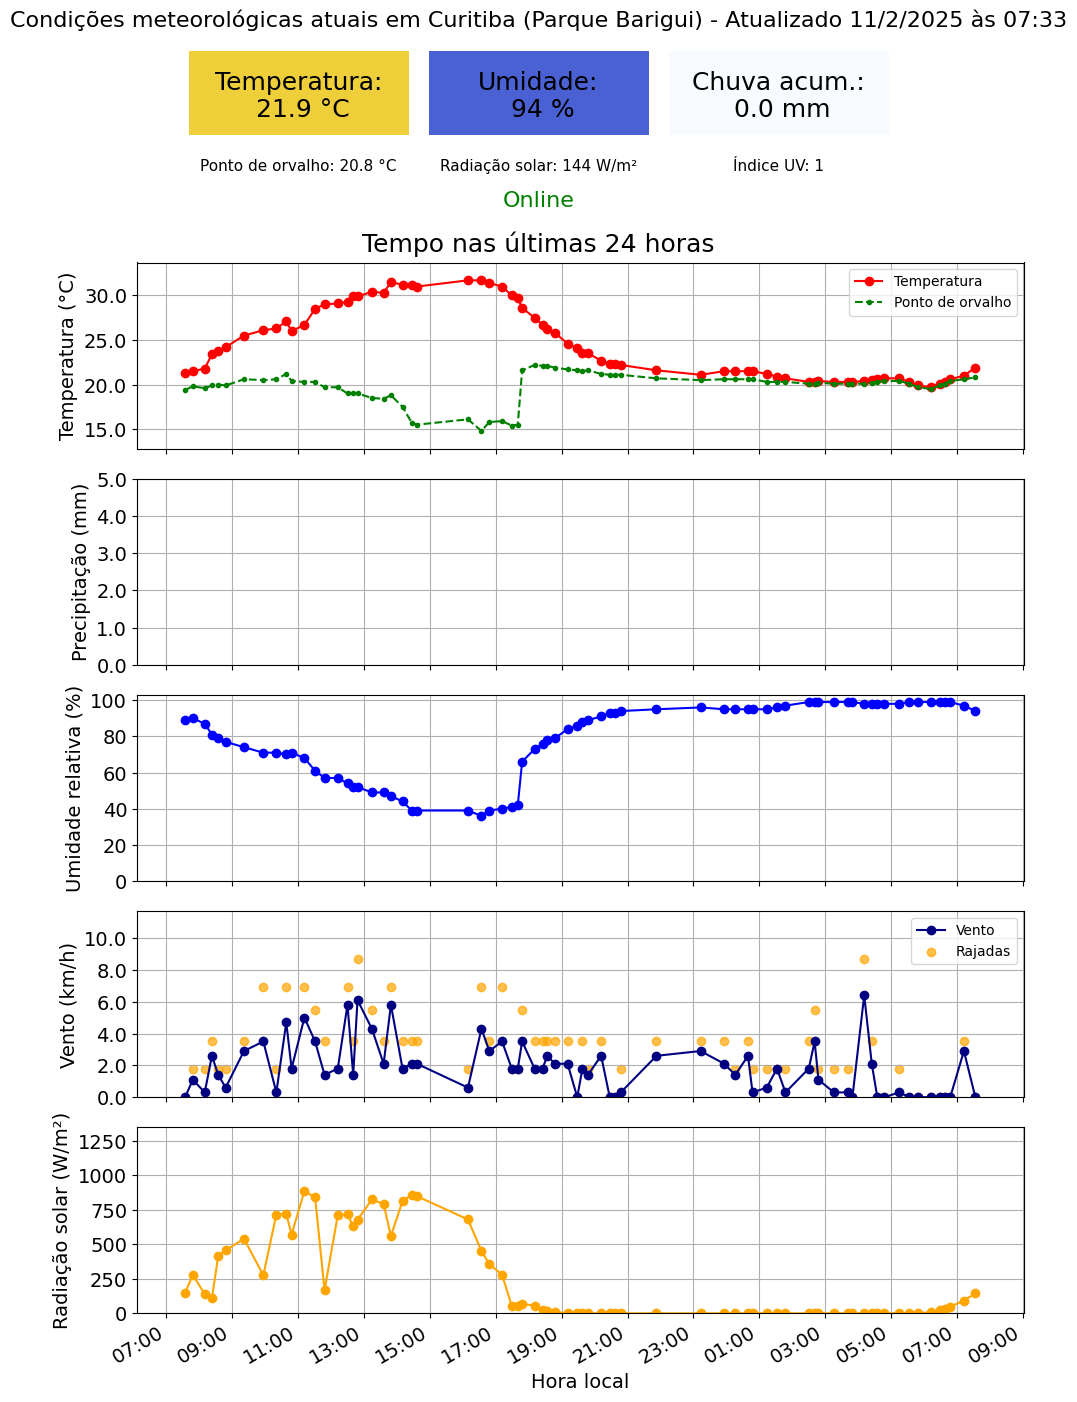 Condições meteorológicas atuais em Curitiba (Parque Barigui) - Atualizado 11/2/2025 às 07:33
Temperatura:
21.9 °C
Umidade:
94 %
Chuva acum.:
0.0 mm
Ponto de orvalho: 20.8 °C
Radiação solar: 144 W/m²
Índice UV: 1
Online
Tempo nas últimas 24 horas
Temperatura (°C)
30.0
25.0
20.0
15.0
Temperatura
Ponto de orvalho
Precipitação (mm)
5.0
4.0
3.0
2.0
1.0
0.0
Umidade relativa (%)
100
80
60
40
20
0
Vento (km/h)
10.0
8.0
6.0
4.0
2.0
0.0
Vento
Rajadas
Radiação solar (W/m²)
1250
1000
750
500
250
0
07:00
09:00
11:00
13:00
15:00
17:00
19:00
21:00
23:00
01:00
03:00
05:00
07:00
09:00
Hora local